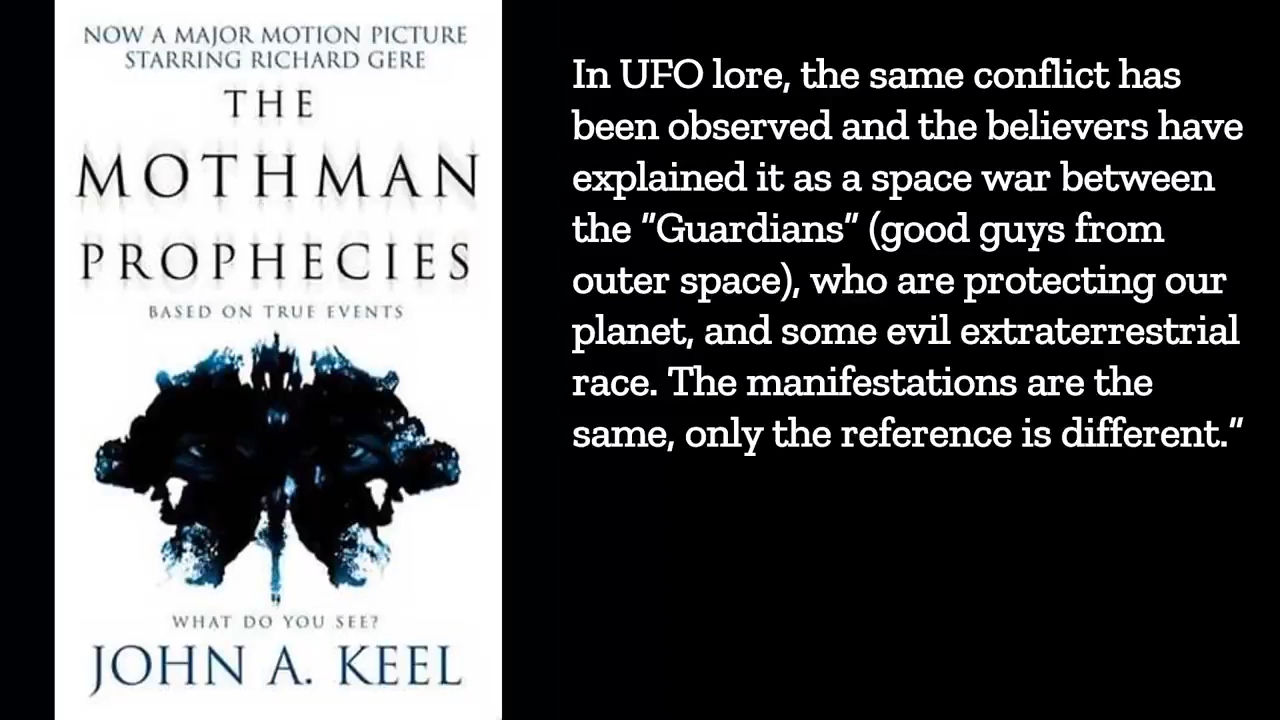 NOW A MAJOR MOTION PICTURE
STARRING RICHARD GERE
THE
MOTHMAN
PROPHECIES
BASED ON TRUE EVENTS
WHAT DO YOU SEE?
JOHN A. KEEL
In UFO lore, the same conflict has
been observed and the believers have
explained it as a space war between
the "Guardians" (good guys from
outer space), who are protecting our
planet, and some evil extraterrestrial
race. The manifestations are the
same, only the reference is different."